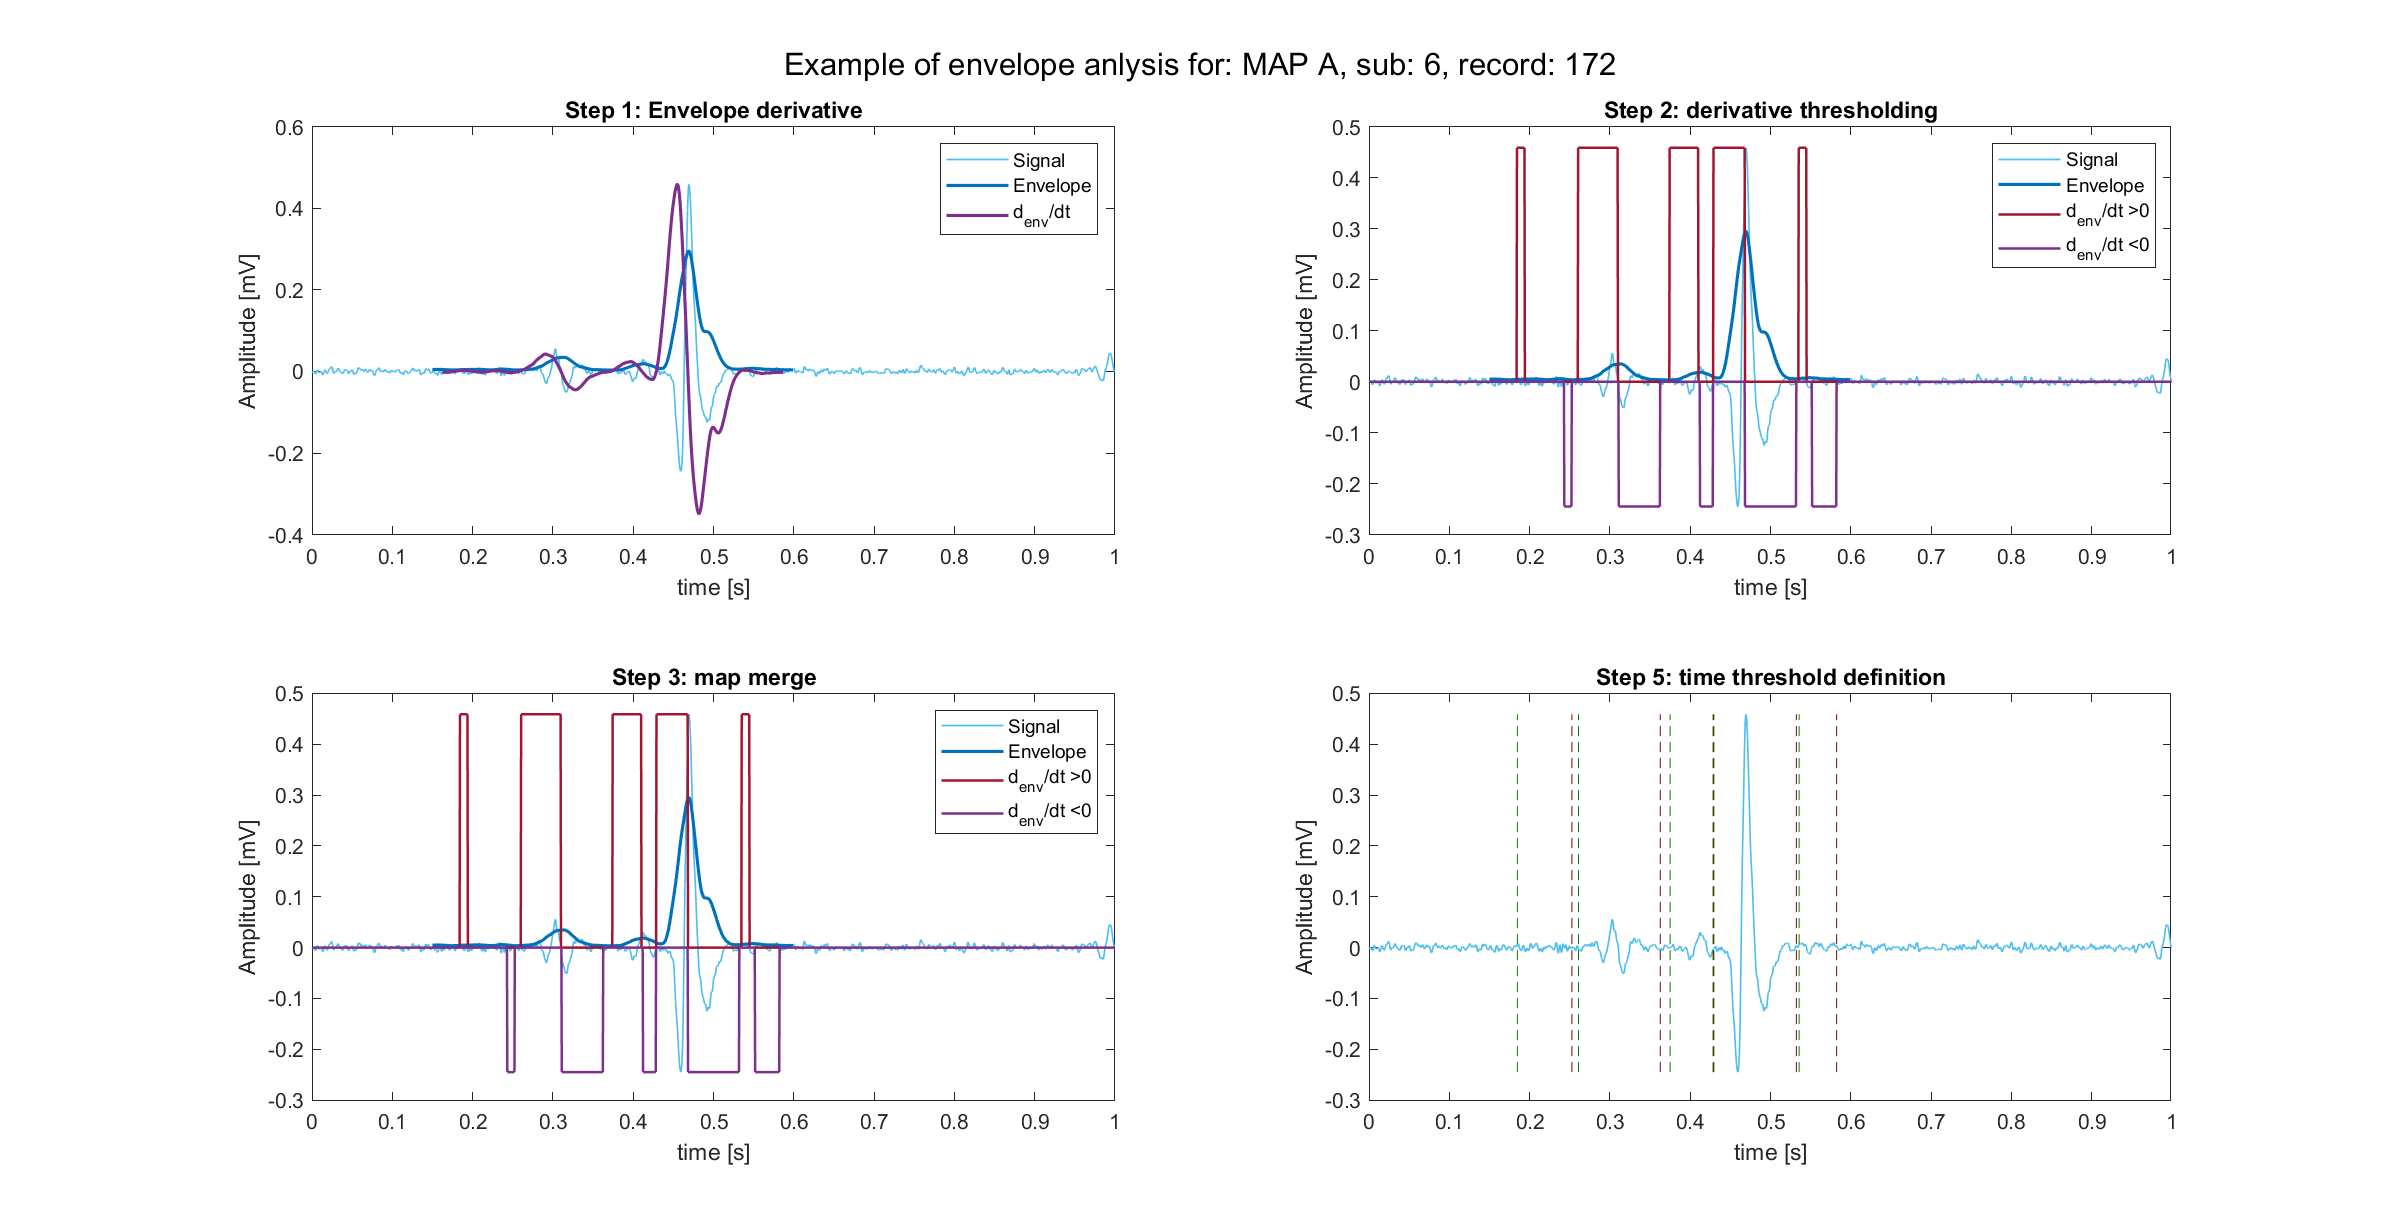 Example of envelope anlysis for: MAP A, sub: 6, record: 172
Step 1: Envelope derivative
Amplitude [mV]
0.6
0.4
0.2
0
-0.2
-0.4
0 0.1 0.2 0.3 0.4 0.5 0.6 0.7 0.8 0.9 1
time [s]
Signal
Envelope
d_env/dt
Step 2: derivative thresholding
Amplitude [mV]
0.5
0.4
0.3
0.2
0.1
0
-0.1
-0.2
-0.3
0 0.1 0.2 0.3 0.4 0.5 0.6 0.7 0.8 0.9 1
time [s]
Signal
Envelope
d_env/dt >0
d_env/dt <0
Step 3: map merge
Amplitude [mV]
0.5
0.4
0.3
0.2
0.1
0
-0.1
-0.2
-0.3
0 0.1 0.2 0.3 0.4 0.5 0.6 0.7 0.8 0.9 1
time [s]
Signal
Envelope
d_env/dt >0
d_env/dt <0
Step 5: time threshold definition
Amplitude [mV]
0.5
0.4
0.3
0.2
0.1
0
-0.1
-0.2
-0.3
0 0.1 0.2 0.3 0.4 0.5 0.6 0.7 0.8 0.9 1
time [s]